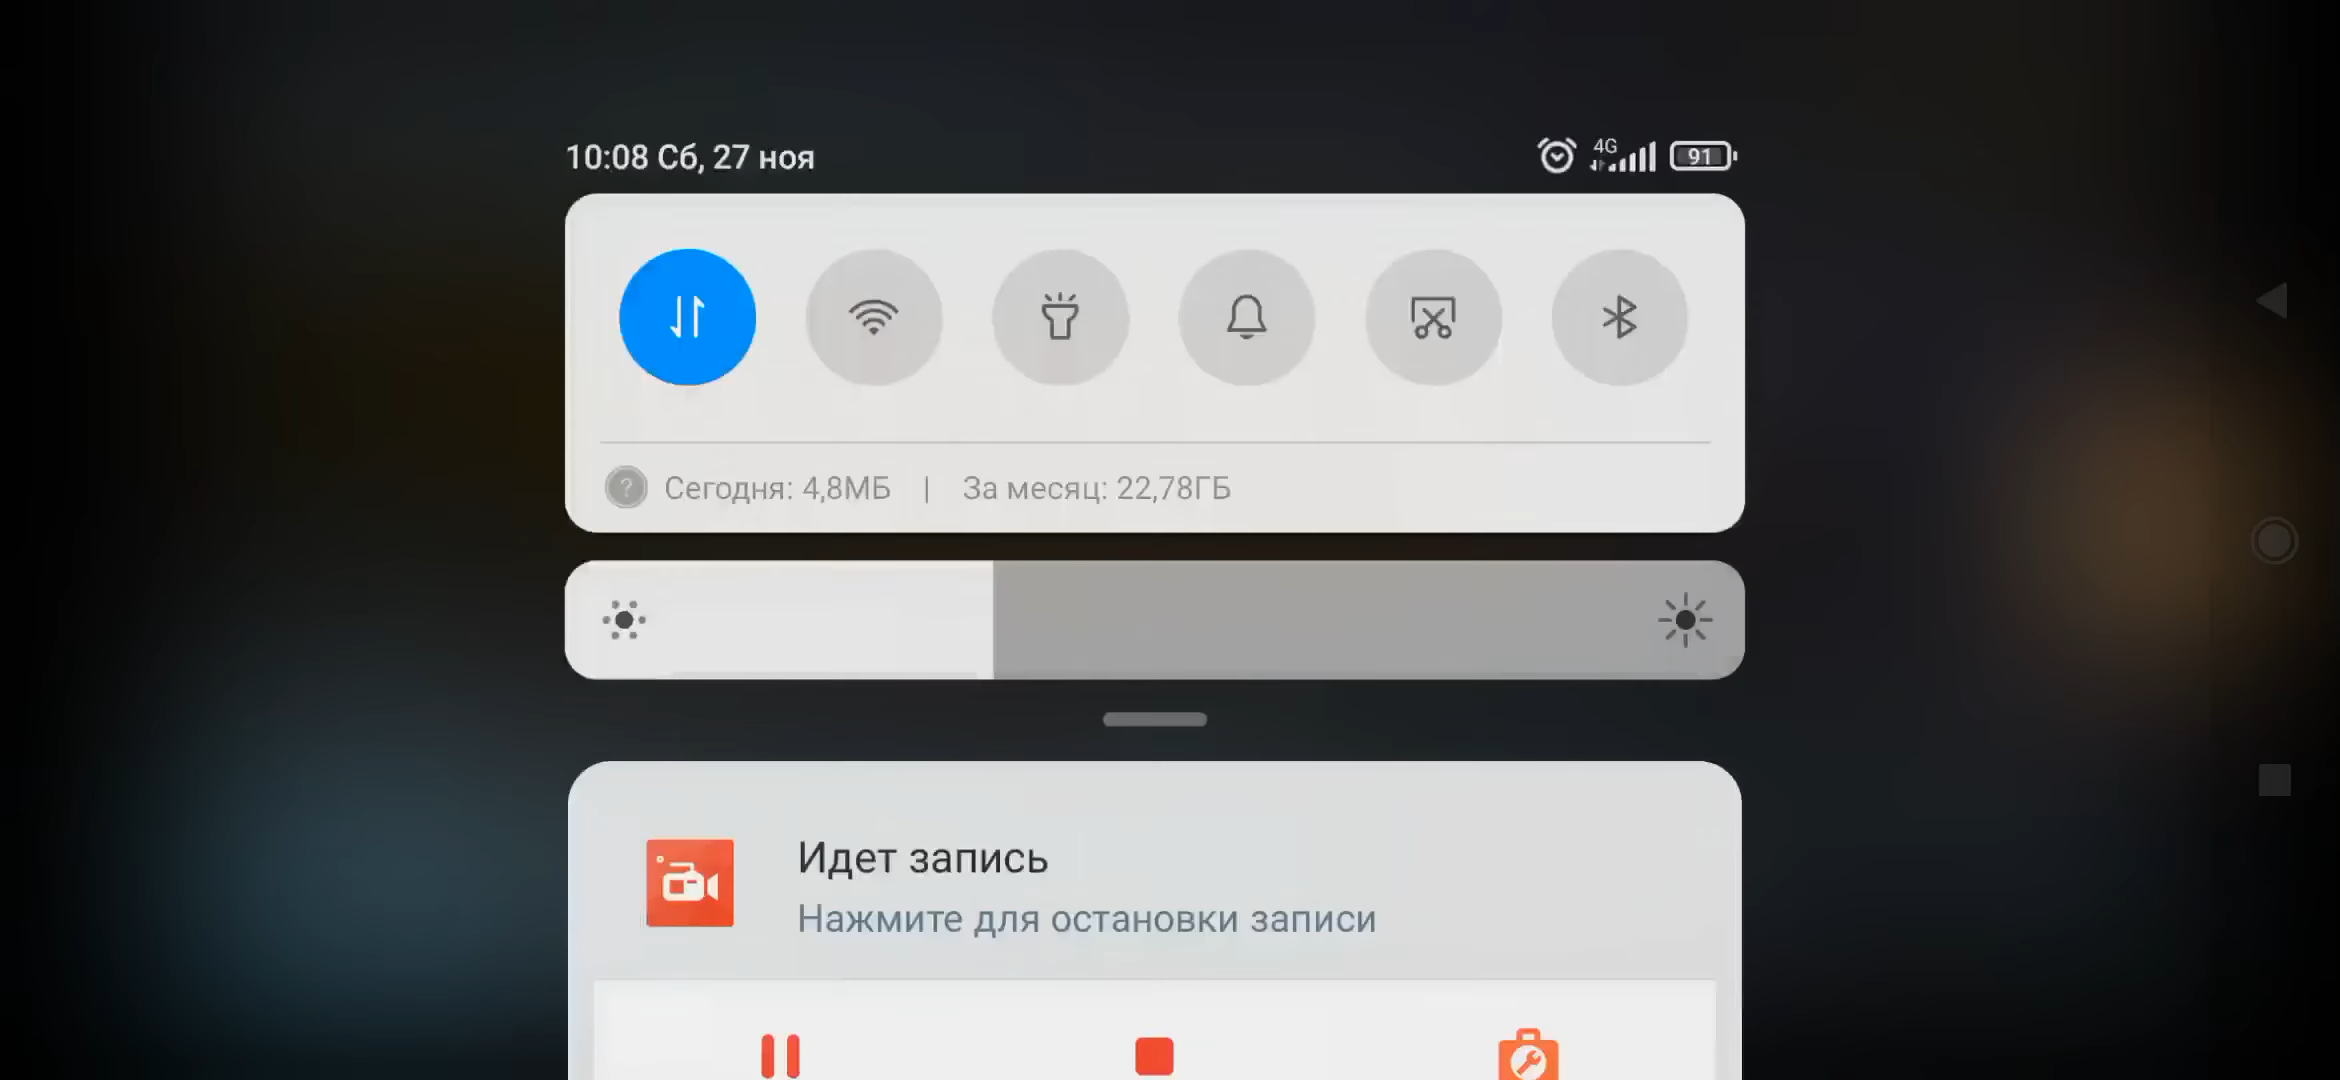 10:08 Сб, 27 ноя
4G
91
Сегодня: 4,8МБ | За месяц: 22,78ГБ
Идет запись
Нажмите для остановки записи